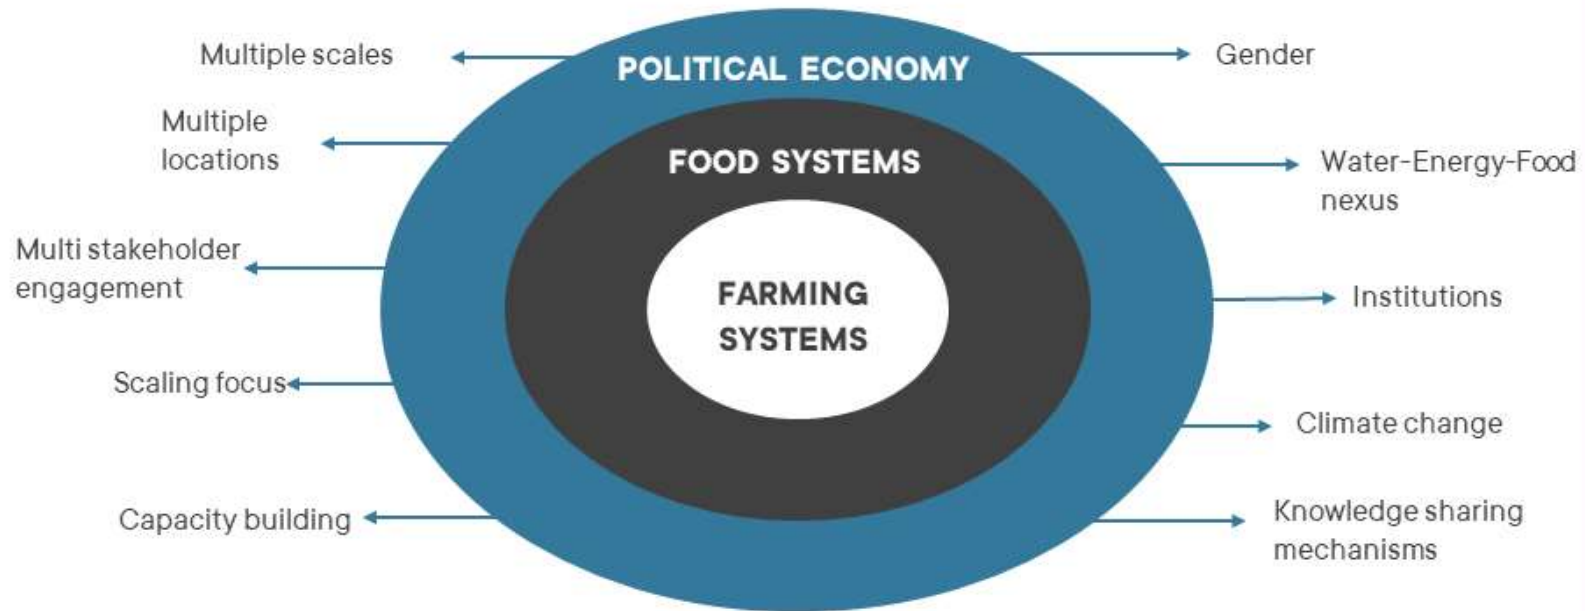 Multiple scales
POLITICAL ECONOMY
Gender
Multiple
locations
FOOD SYSTEMS
Water-Energy-Food
nexus
Multi stakeholder
engagement
FARMING
SYSTEMS
Institutions
Scaling focus
Climate change
Capacity building
Knowledge sharing
mechanisms